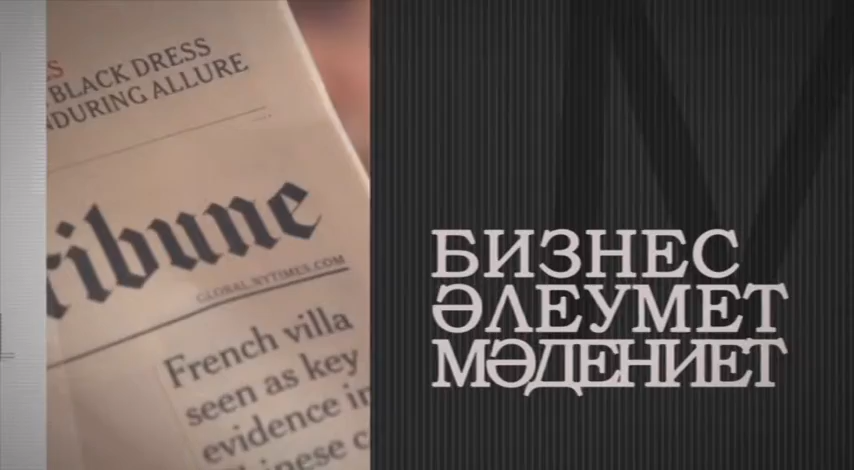 BLACK DRESS
DURING ALLURE
ribune
GLOBAL.NYTIMES.COM
French villa
seen as key
evidence in
БИЗНЕС
ӘЛЕУМЕТ
МӘДЕНИЕТ